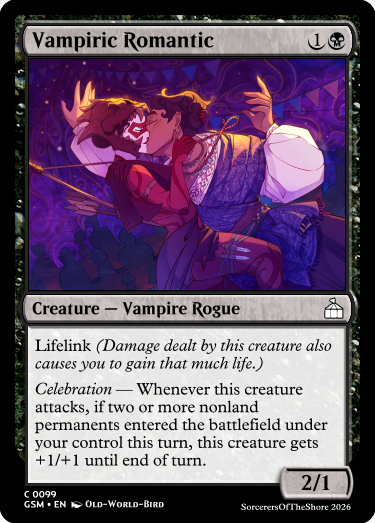 Vampiric Romantic 1
Creature — Vampire Rogue
Lifelink (Damage dealt by this creature also
causes you to gain that much life.)
Celebration — Whenever this creature
attacks, if two or more nonland
permanents entered the battlefield under
your control this turn, this creature gets
+1/+1 until end of turn.
2/1
C 0099
GSM • EN Old-World-Bird
SorcerersOfTheShore 2026